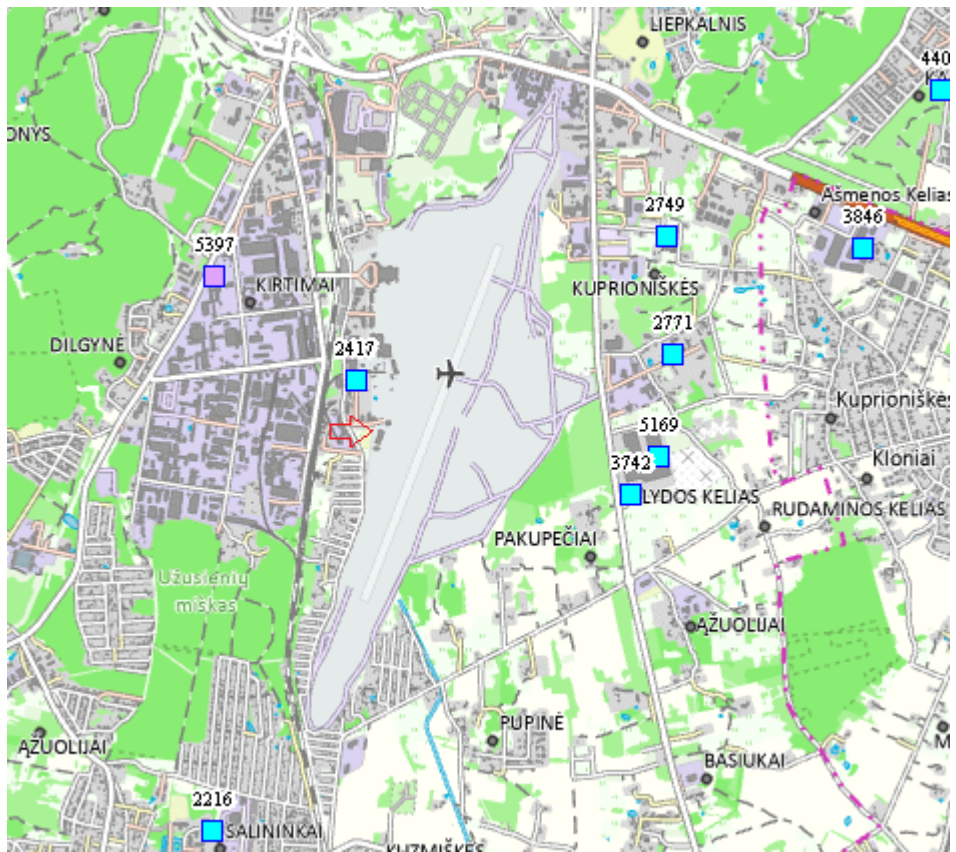 LIEPKALNIS
440
ONYS
Ašmenos Kelias
3846
2749
5397
KIRTIMAI
KUPRIONIŠKĖS
2771
DILGYNĖ
2417
Kuprioniškės
5169
3742
Kloniai
LYDOS KELIAS
RUDAMINOS KELIAS
PAKUPEČIAI
Užusienių
miškas
ĄŽUOLIJAI
PUPINĖ
ĄŽUOLIJAI
BASIUKAI
2216
SALININKAI
KUZMIŠKĖS